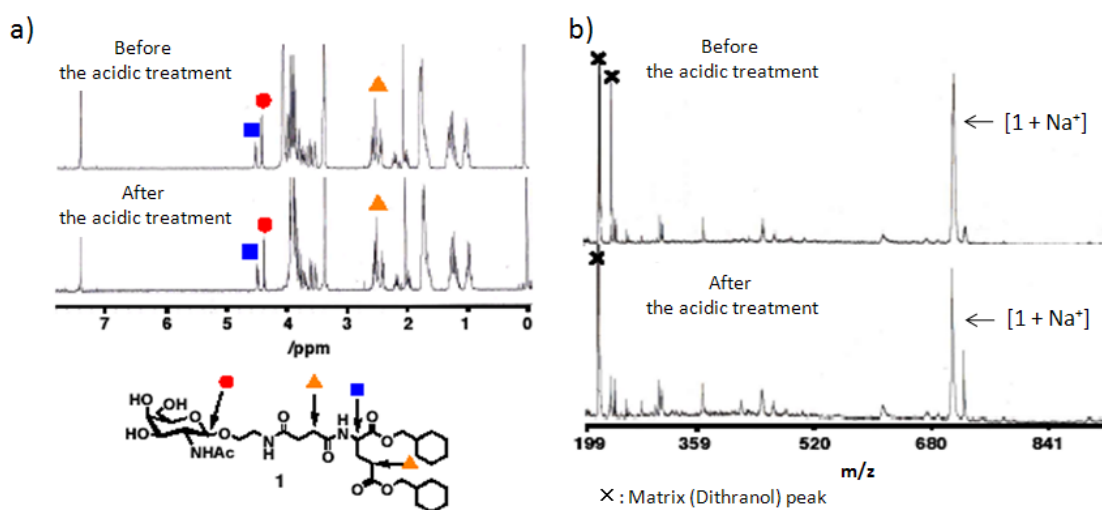 a)
Before
the acidic treatment
After
the acidic treatment
7 6 5 4 3 2 1 0
/ppm
HO OH
O
HO
NHAc
O
N
H
O
O
H
N
O
O
O
O
1
b)
Before
the acidic treatment
[1 + Na⁺]
After
the acidic treatment
[1 + Na⁺]
199 359 520 680 841
m/z
× : Matrix (Dithranol) peak